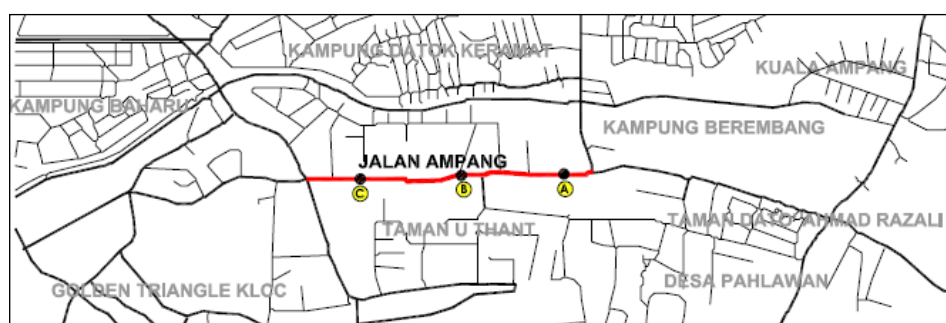 KAMPUNG DATOK KERAMAT
KUALA AMPANG
KAMPUNG BAHARU
KAMPUNG BEREMBANG
JALAN AMPANG
C
B
A
TAMAN U THANT
TAMAN DATO' AHMAD RAZALI
DESA PAHLAWAN
GOLDEN TRIANGLE KLCC